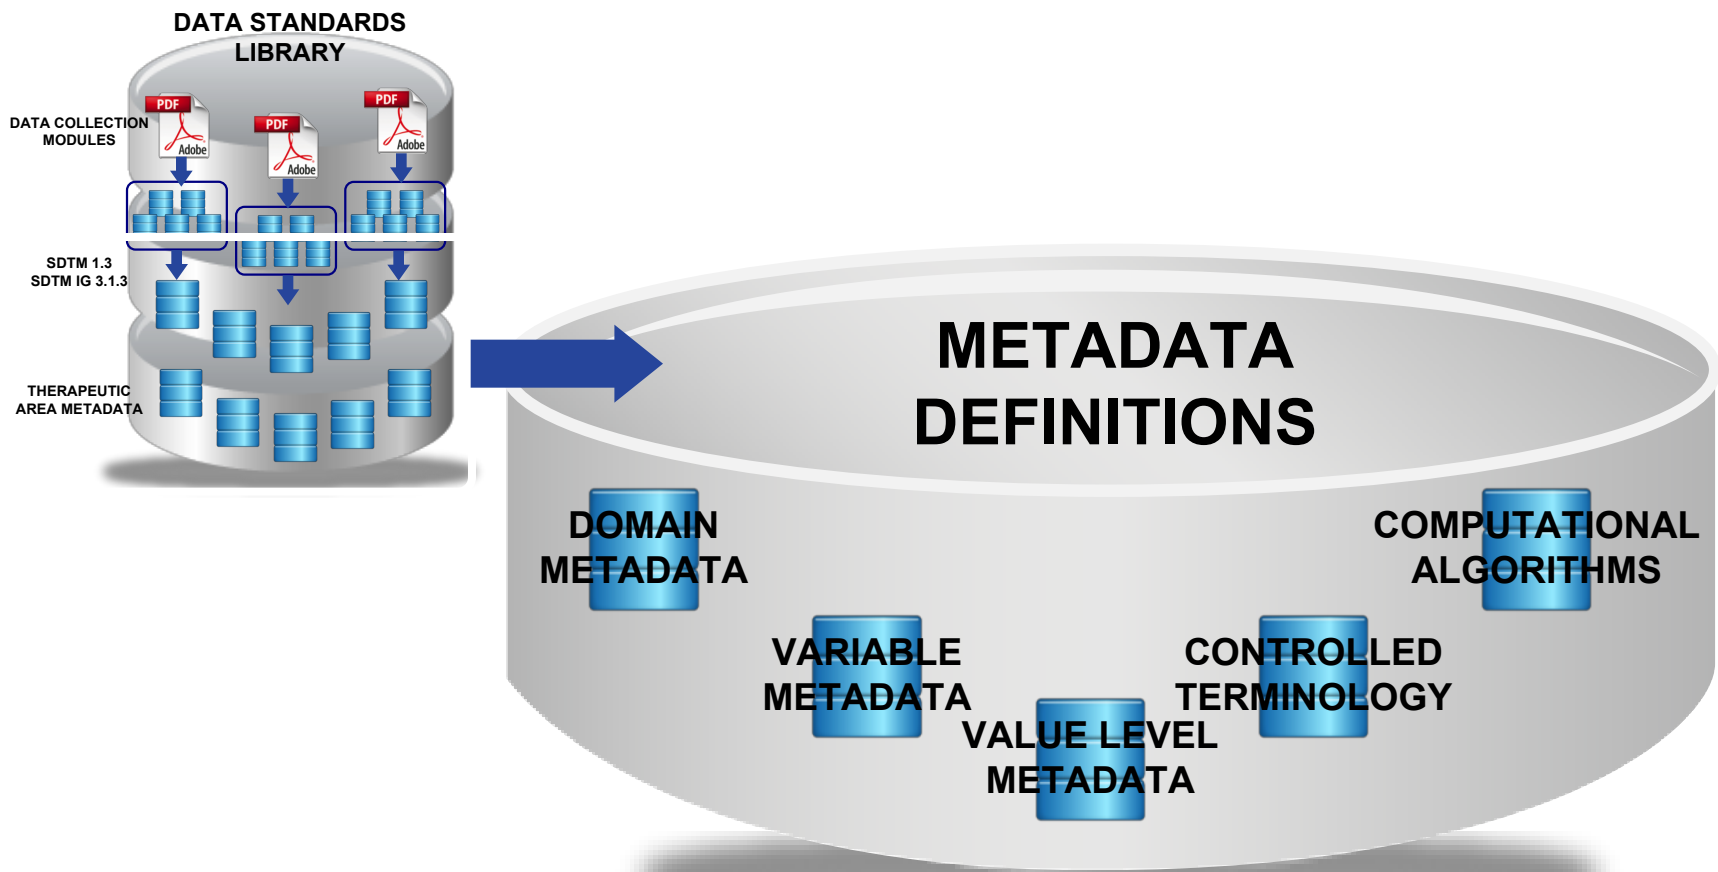 DATA STANDARDS
LIBRARY
PDF
Adobe
PDF
Adobe
PDF
Adobe
DATA COLLECTION
MODULES
SDTM 1.3
SDTM IG 3.1.3
THERAPEUTIC
AREA METADATA
METADATA
DEFINITIONS
DOMAIN
METADATA
VARIABLE
METADATA
VALUE LEVEL
METADATA
CONTROLLED
TERMINOLOGY
COMPUTATIONAL
ALGORITHMS